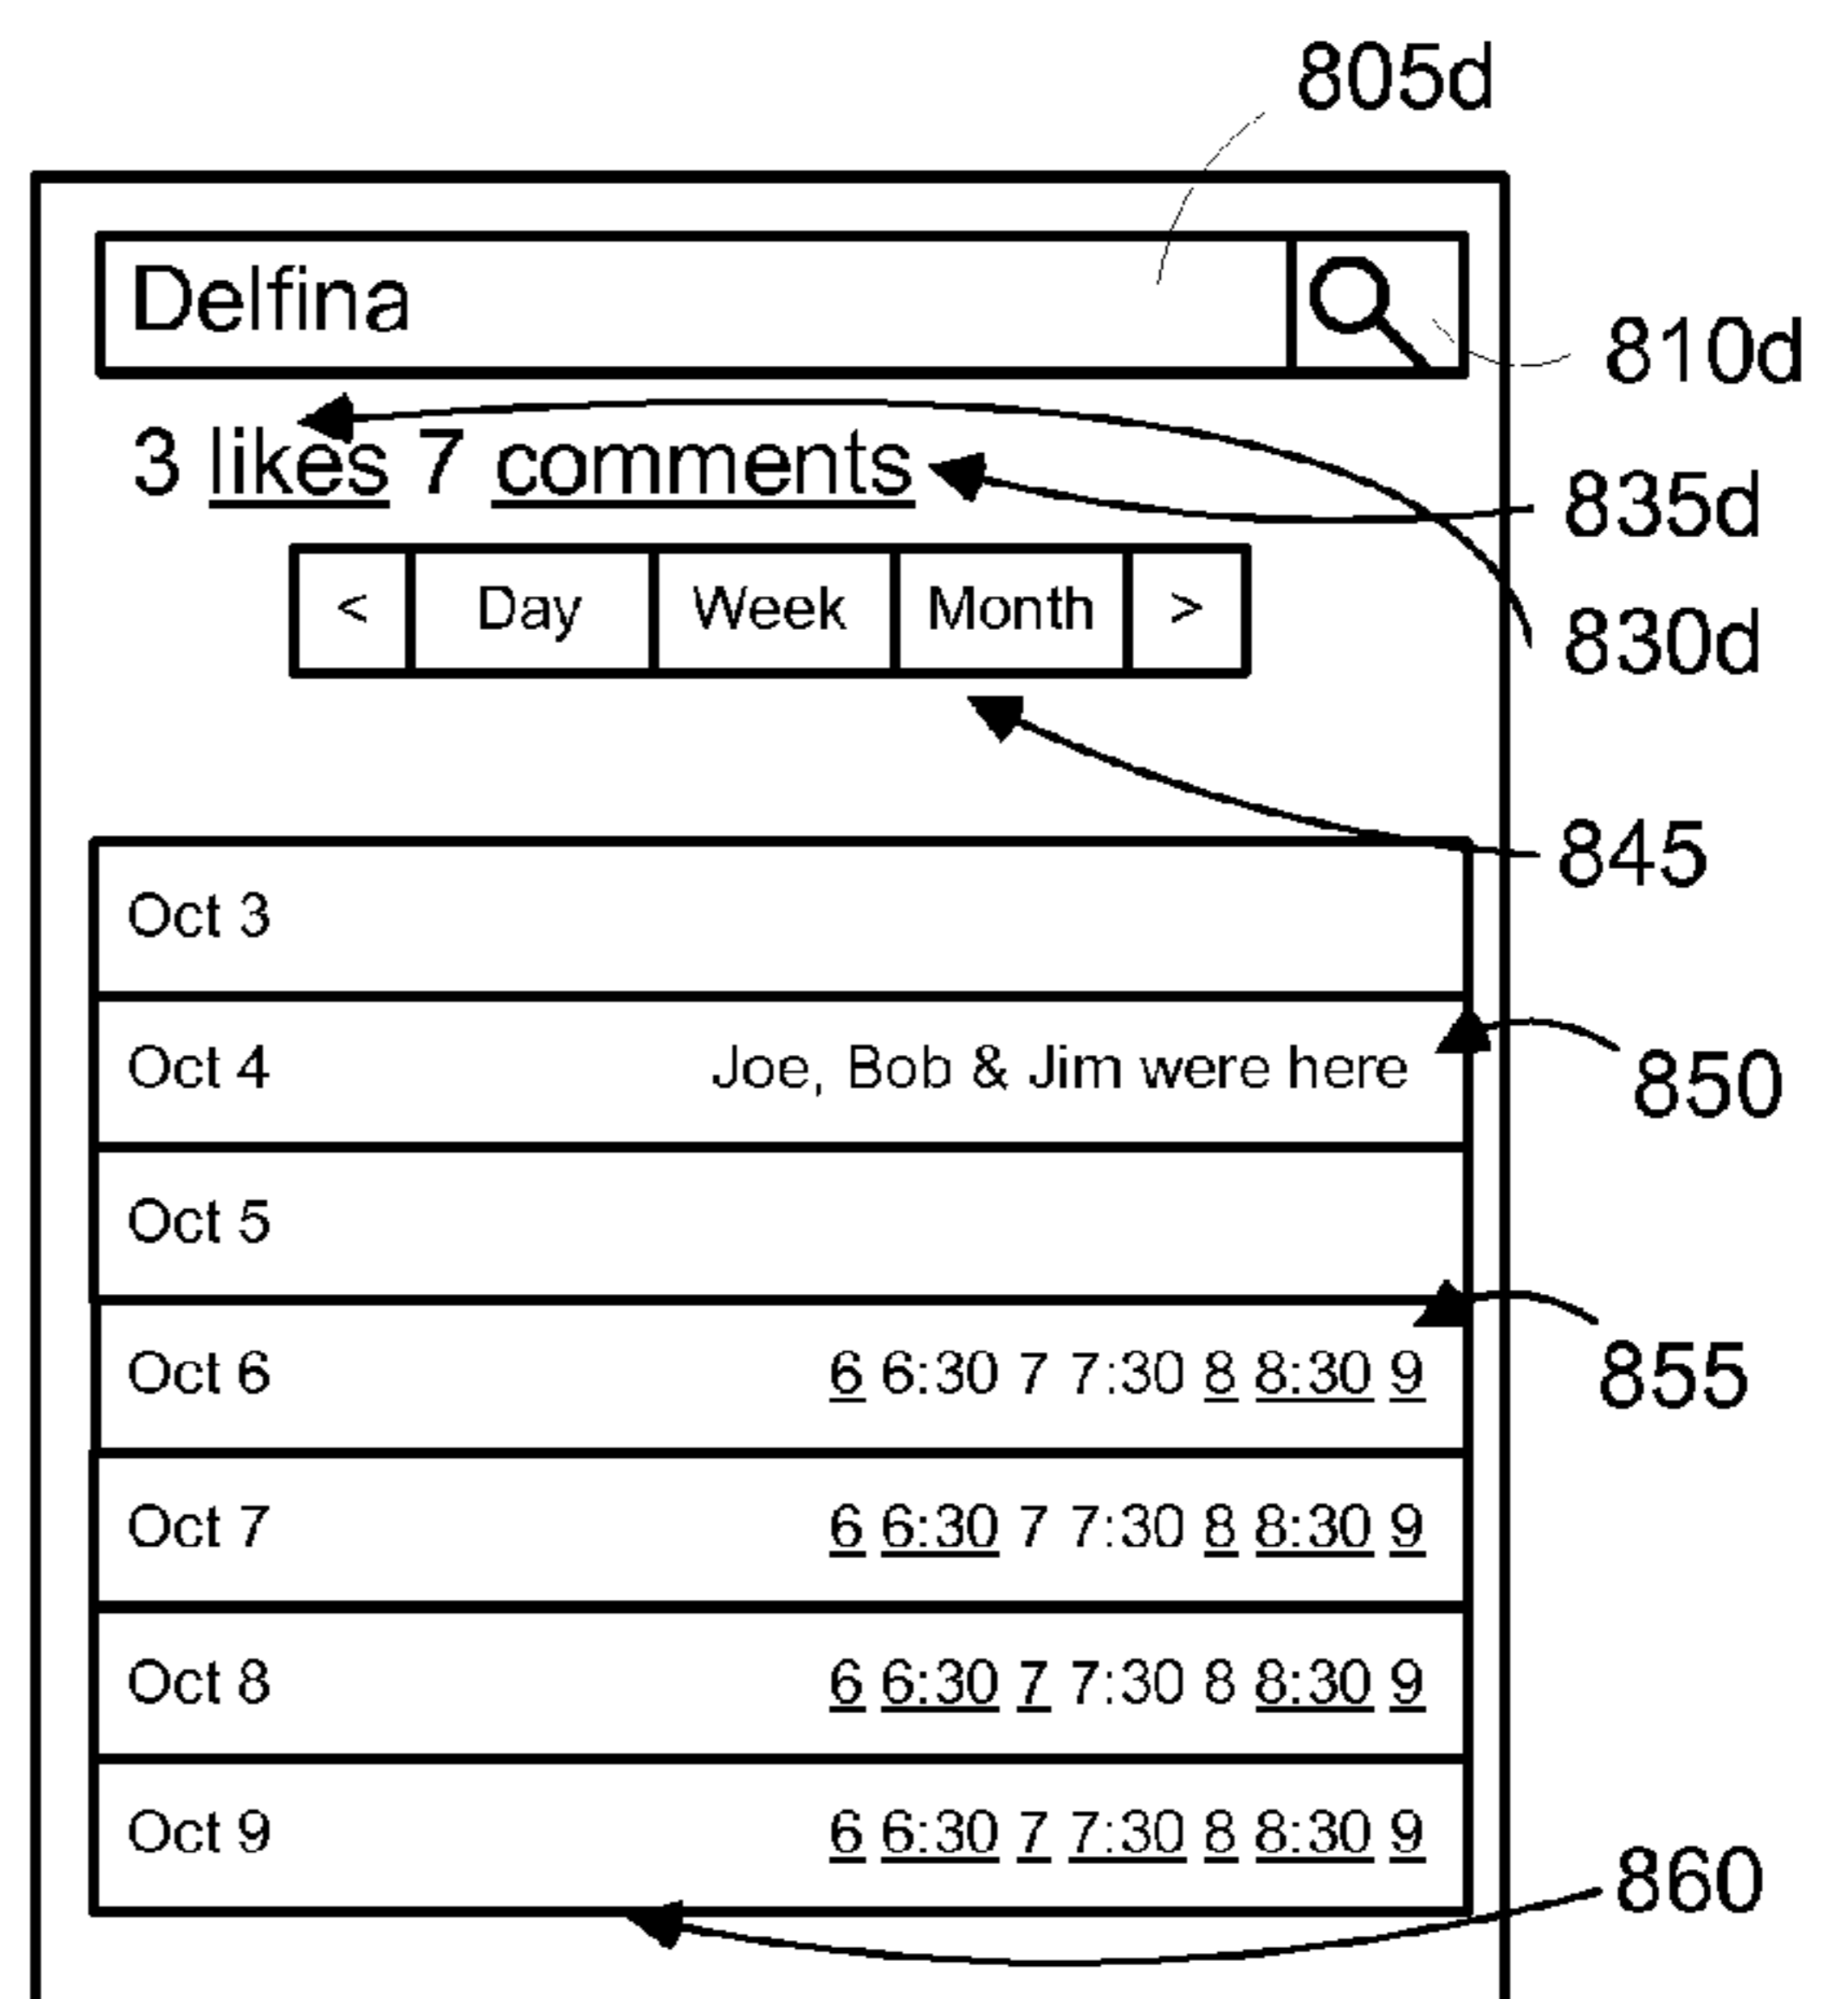 805d
Delfina
810d
3 likes 7 comments
835d
< Day Week Month >
830d
845
Oct 3
Oct 4 Joe, Bob & Jim were here
850
Oct 5
Oct 6 6 6:30 7 7:30 8 8:30 9
855
Oct 7 6 6:30 7 7:30 8 8:30 9
Oct 8 6 6:30 7 7:30 8 8:30 9
Oct 9 6 6:30 7 7:30 8 8:30 9
860